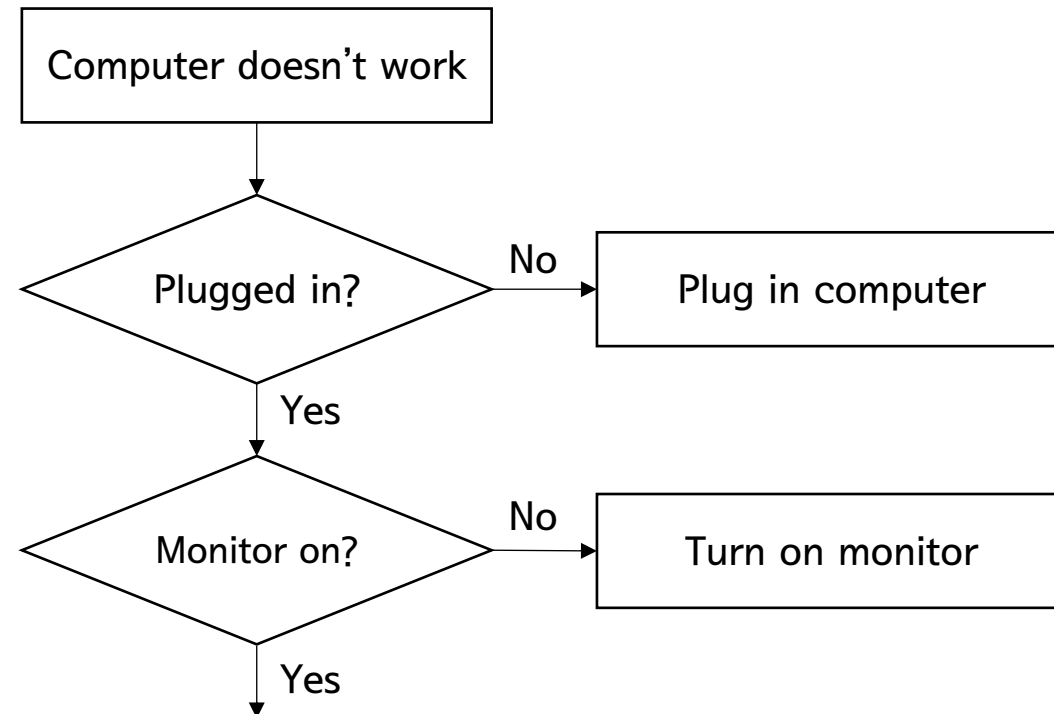 Computer doesn’t work
Plugged in?
No
Plug in computer
Yes
Monitor on?
No
Turn on monitor
Yes